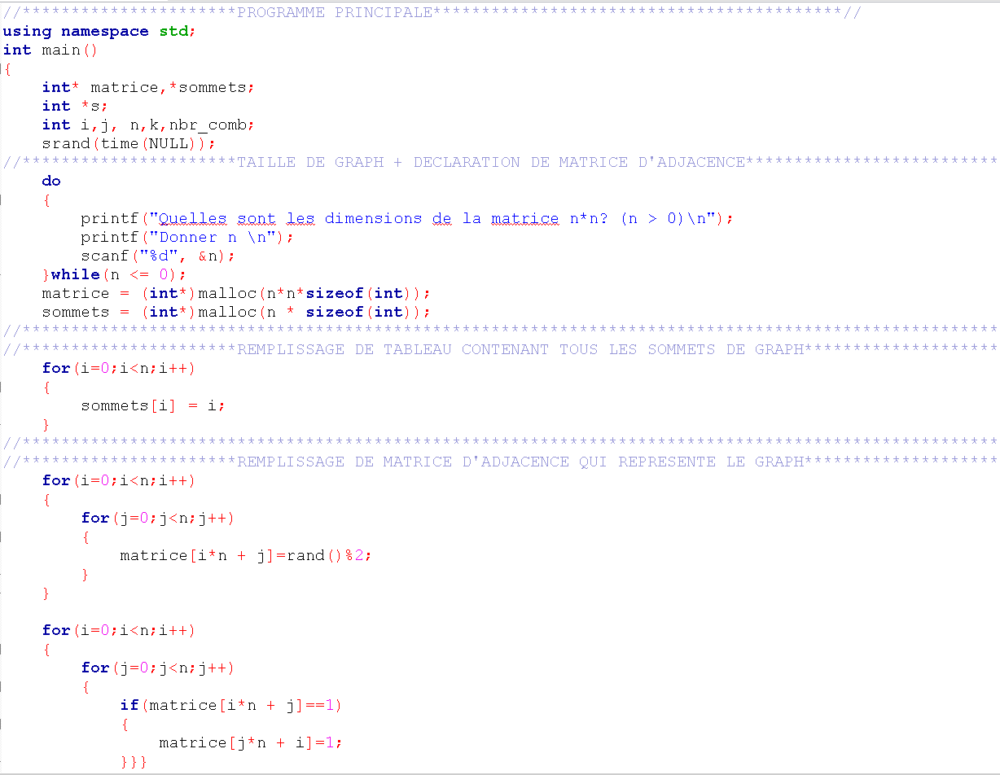 //**********************PROGRAMME PRINCIPALE******************************************//
using namespace std;
int main()
{
    int* matrice,*sommets;
    int *s;
    int i,j, n,k,nbr_comb;
    srand(time(NULL));
//**********************TAILLE DE GRAPH + DECLARATION DE MATRICE D'ADJACENCE**************************
    do
    {
        printf("Quelles sont les dimensions de la matrice n*n? (n > 0)\n");
        printf("Donner n \n");
        scanf("%d", &n);
    }while(n <= 0);
    matrice = (int*)malloc(n*n*sizeof(int));
    sommets = (int*)malloc(n * sizeof(int));
//****************************************************************************************************
//**********************REMPLISSAGE DE TABLEAU CONTENANT TOUS LES SOMMETS DE GRAPH********************
    for(i=0;i<n;i++)
    {
        sommets[i] = i;
    }
//****************************************************************************************************
//**********************REMPLISSAGE DE MATRICE D'ADJACENCE QUI REPRESENTE LE GRAPH********************
    for(i=0;i<n;i++)
    {
        for(j=0;j<n;j++)
        {
            matrice[i*n + j]=rand()%2;
        }
    }

    for(i=0;i<n;i++)
    {
        for(j=0;j<n;j++)
        {
            if(matrice[i*n + j]==1)
            {
                matrice[j*n + i]=1;
            }}}